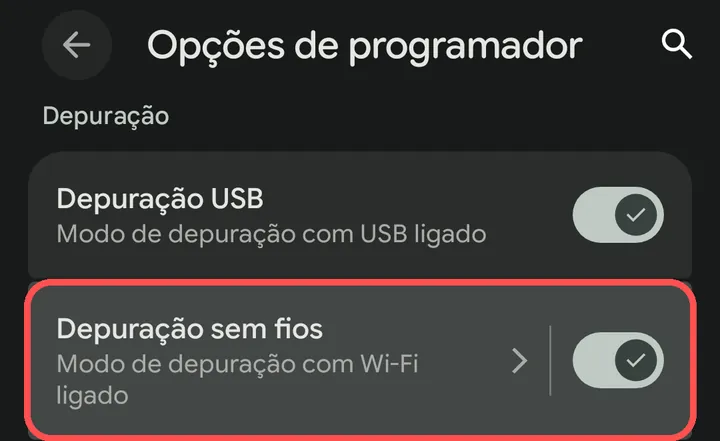 Opções de programador
Depuração
Depuração USB
Modo de depuração com USB ligado
Depuração sem fios
Modo de depuração com Wi-Fi
ligado